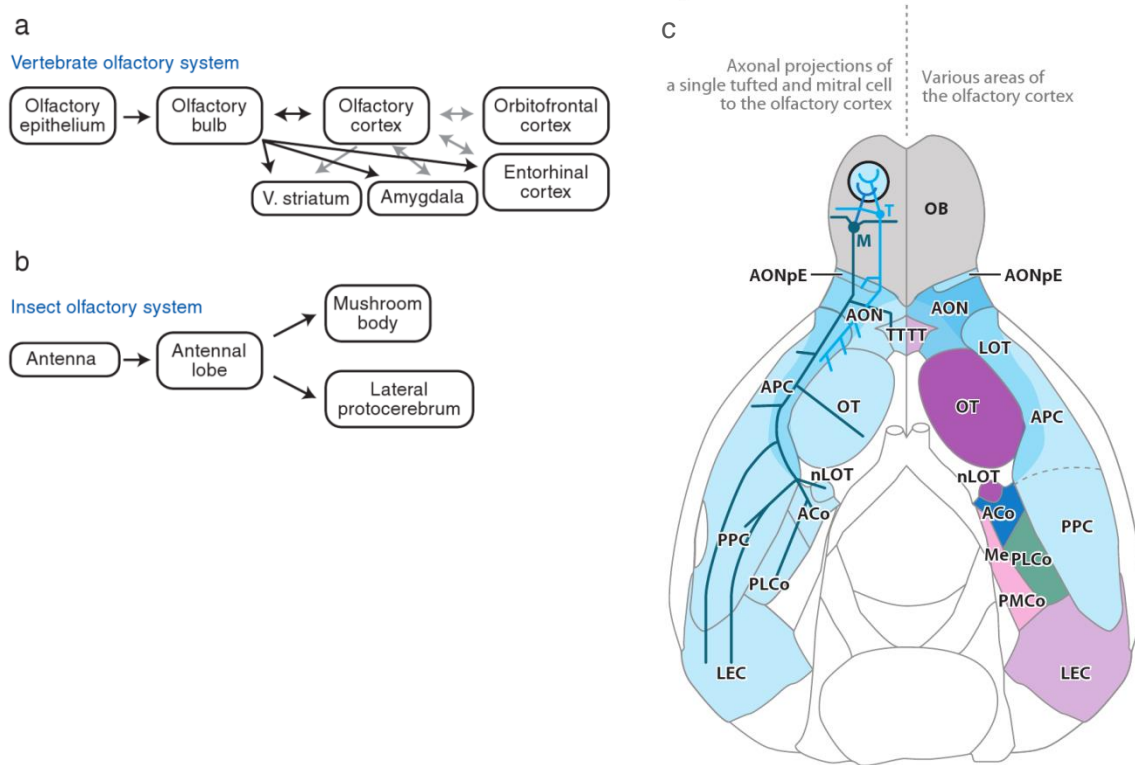 a
Vertebrate olfactory system
Olfactory
epithelium
Olfactory
bulb
Olfactory
cortex
Orbitofrontal
cortex
V. striatum
Amygdala
Entorhinal
cortex
b
Insect olfactory system
Antenna
Antennal
lobe
Mushroom
body
Lateral
protocerebrum
c
Axonal projections of
a single tufted and mitral cell
to the olfactory cortex
Various areas of
the olfactory cortex
T
M
OB
AONpE
AONpE
AON
AON
TT
TT
LOT
APC
OT
OT
APC
nLOT
nLOT
ACo
ACo
PPC
Me
PLCo
PPC
PLCo
PMCo
LEC
LEC